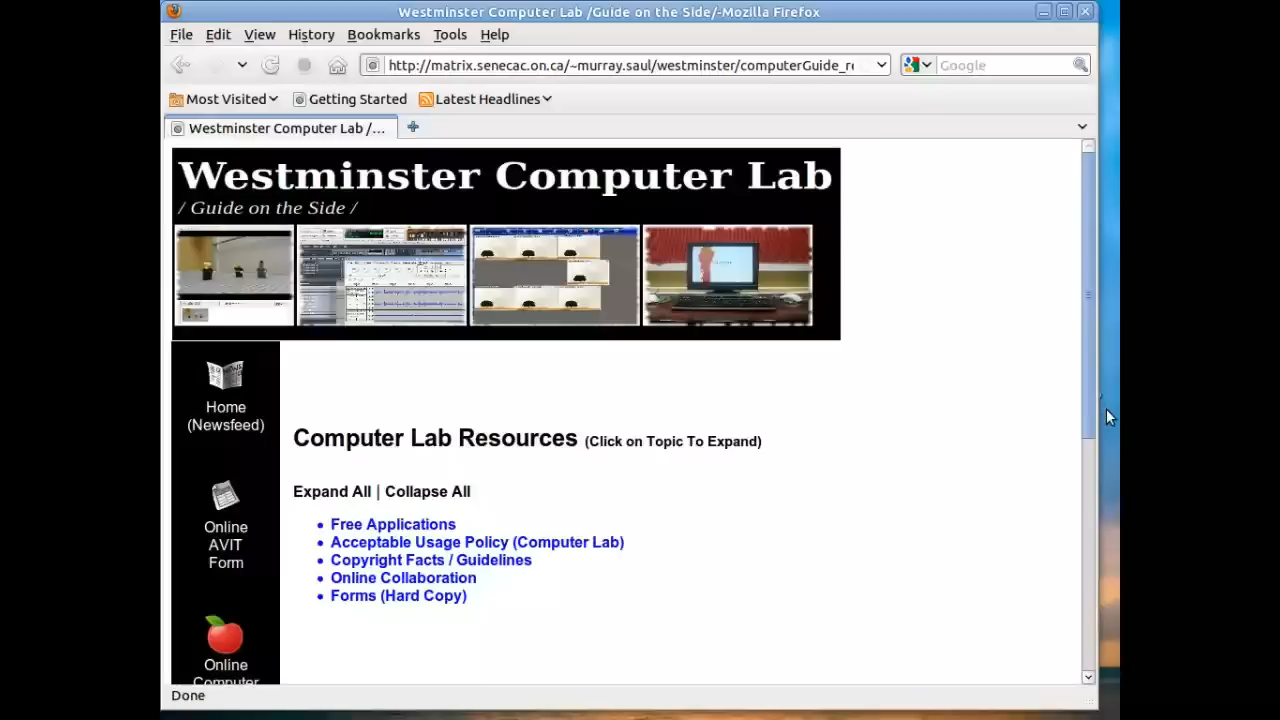 Westminster Computer Lab /Guide on the Side/-Mozilla Firefox
File Edit View History Bookmarks Tools Help
http://matrix.senecac.on.ca/~murray.saul/westminster/computerGuide_re Google
Most Visited Getting Started Latest Headlines
Westminster Computer Lab /...
Westminster Computer Lab
/ Guide on the Side /
Home
(Newsfeed)
Computer Lab Resources (Click on Topic To Expand)
Expand All | Collapse All
Online
AVIT
Form
• Free Applications
• Acceptable Usage Policy (Computer Lab)
• Copyright Facts / Guidelines
• Online Collaboration
• Forms (Hard Copy)
Online
Computer
Done